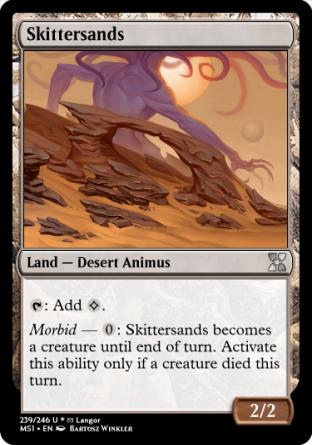 Skittersands
Land — Desert Animus
: Add .
Morbid — 0: Skittersands becomes
a creature until end of turn. Activate
this ability only if a creature died this
turn.
2/2
239/246 U * Langor
MSI • EN Bartosz Winkler